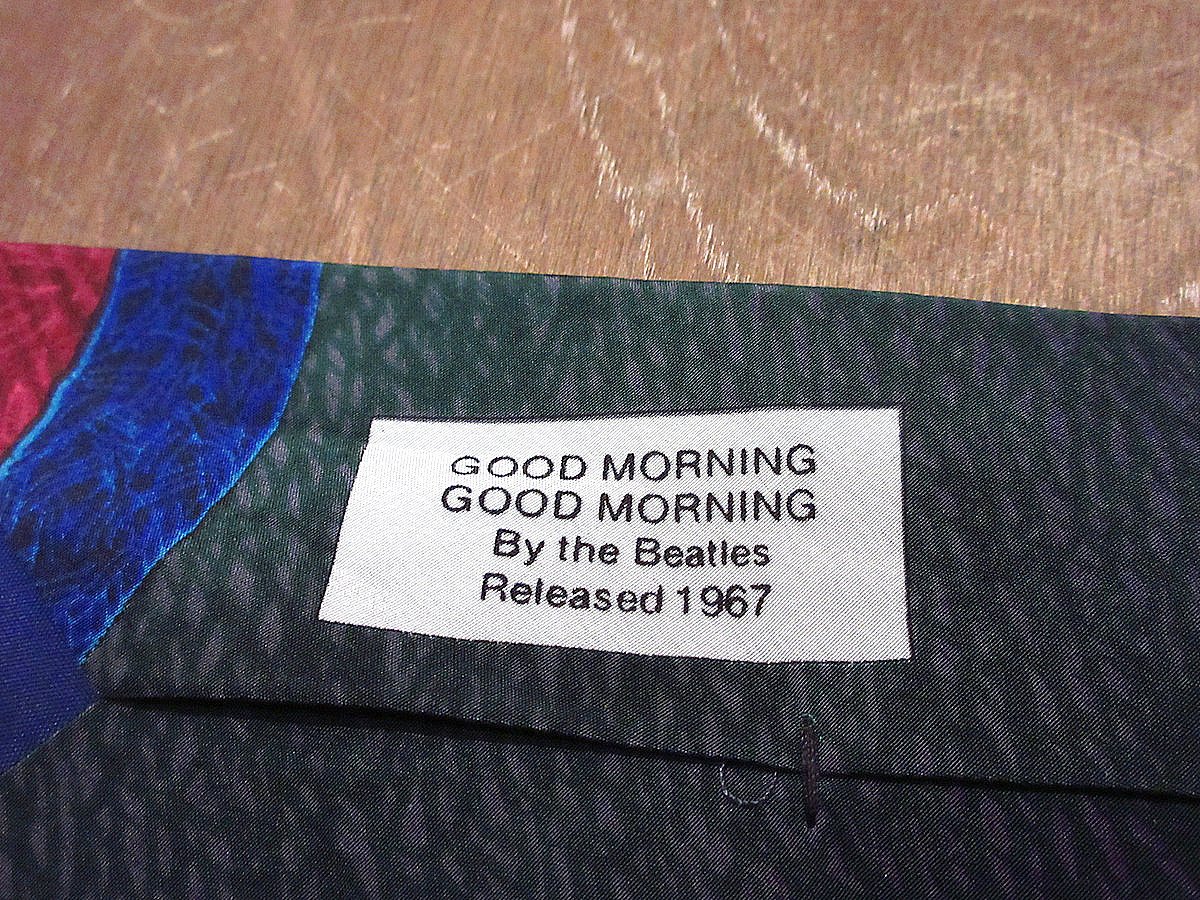 GOOD MORNING
GOOD MORNING
By the Beatles
Released 1967